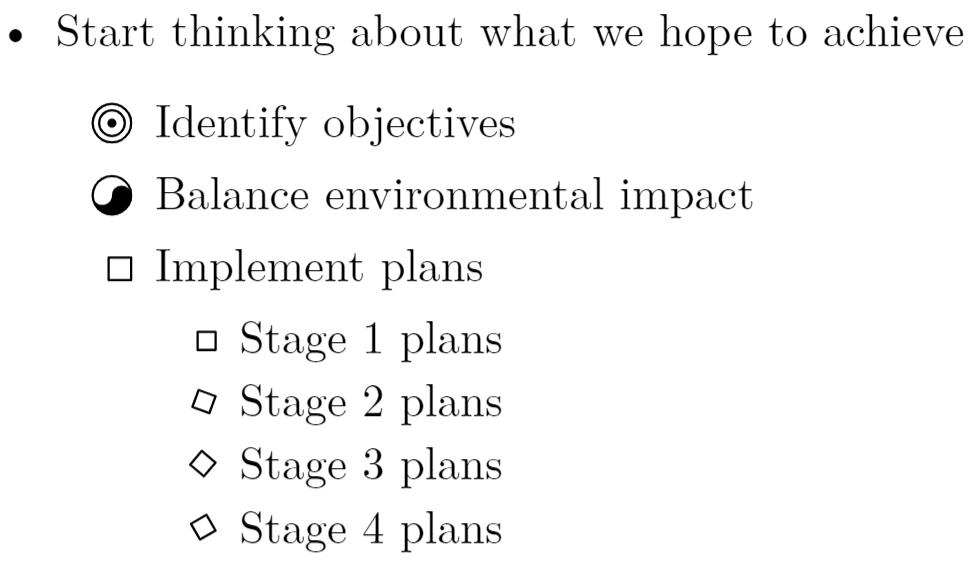 • Start thinking about what we hope to achieve
Identify objectives
Balance environmental impact
Implement plans
Stage 1 plans
Stage 2 plans
Stage 3 plans
Stage 4 plans